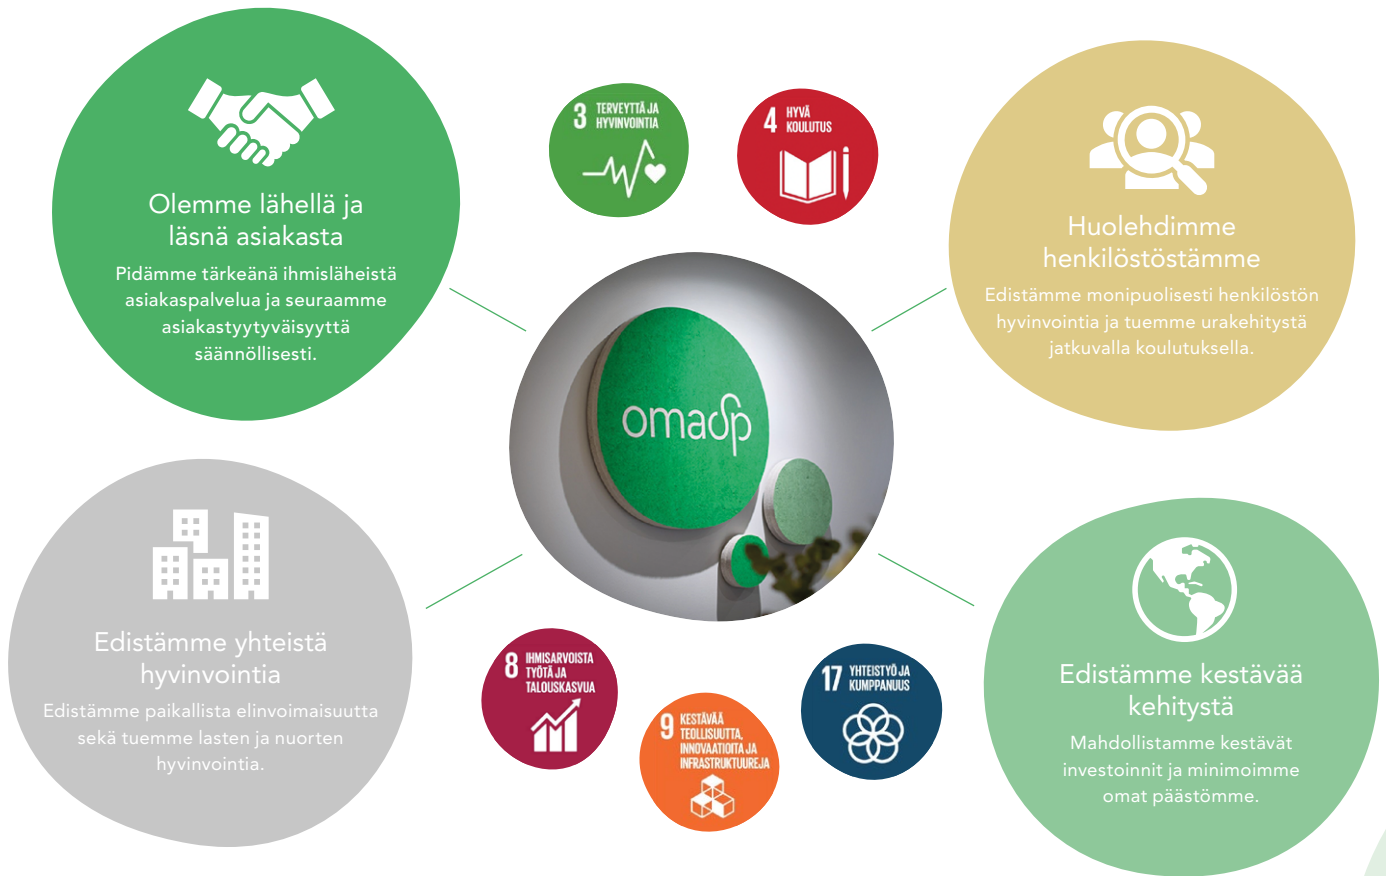 Olemme lähellä ja
läsnä asiakasta
Pidämme tärkeänä ihmisläheistä
asiakaspalvelua ja seuraamme
asiakastyytyväisyyttä
säännöllisesti.
3 TERVEYTTÄ JA
HYVINVOINTIA
4 HYVÄ
KOULUTUS
Huolehdimme
henkilöstöstämme
Edistämme monipuolisesti henkilöstön
hyvinvointia ja tuemme urakehitystä
jatkuvalla koulutuksella.
omasp
Edistämme yhteistä
hyvinvointia
Edistämme paikallista elinvoimaisuutta
sekä tuemme lasten ja nuorten
hyvinvointia.
8 IHMISARVOISTA
TYÖTÄ JA
TALOUSKASVUA
9 KESTÄVÄÄ
TEOLLISUUTTA,
INNOVAATIOITA JA
INFRASTRUKTUUREJA
17 YHTEISTYÖ JA
KUMPPANUUS
Edistämme kestävää
kehitystä
Mahdollistamme kestävät
investoinnit ja minimoimme
omat päästömme.